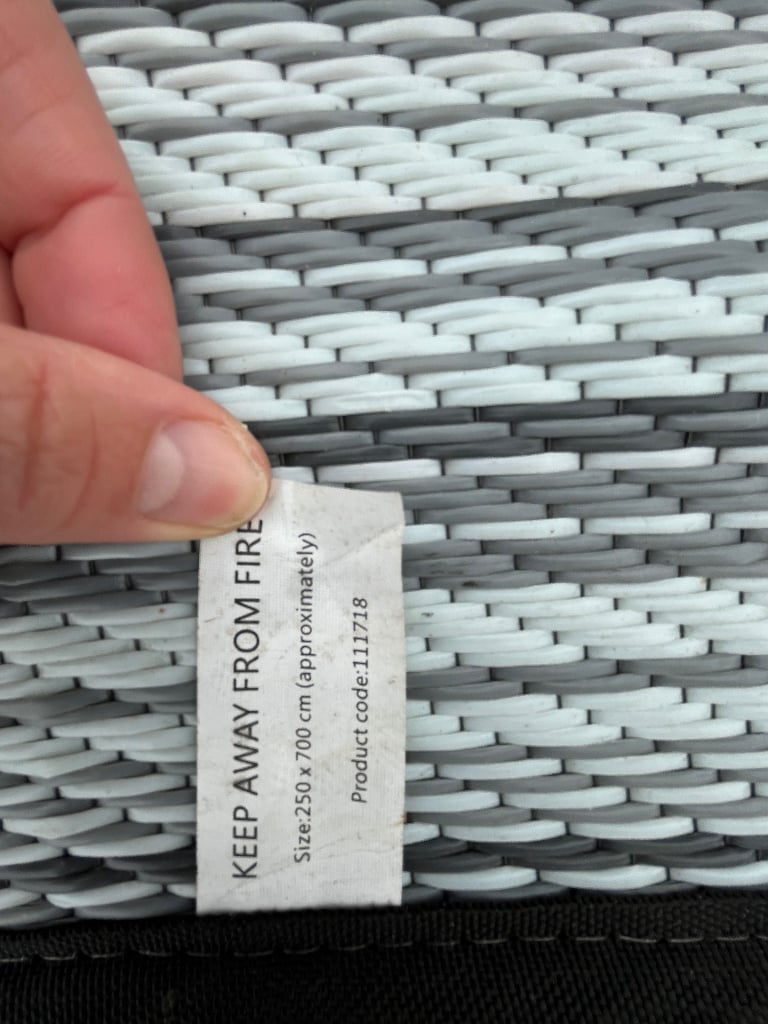 KEEP AWAY FROM FIRE
Size:250 x 700 cm (approximately)
Product code:111718